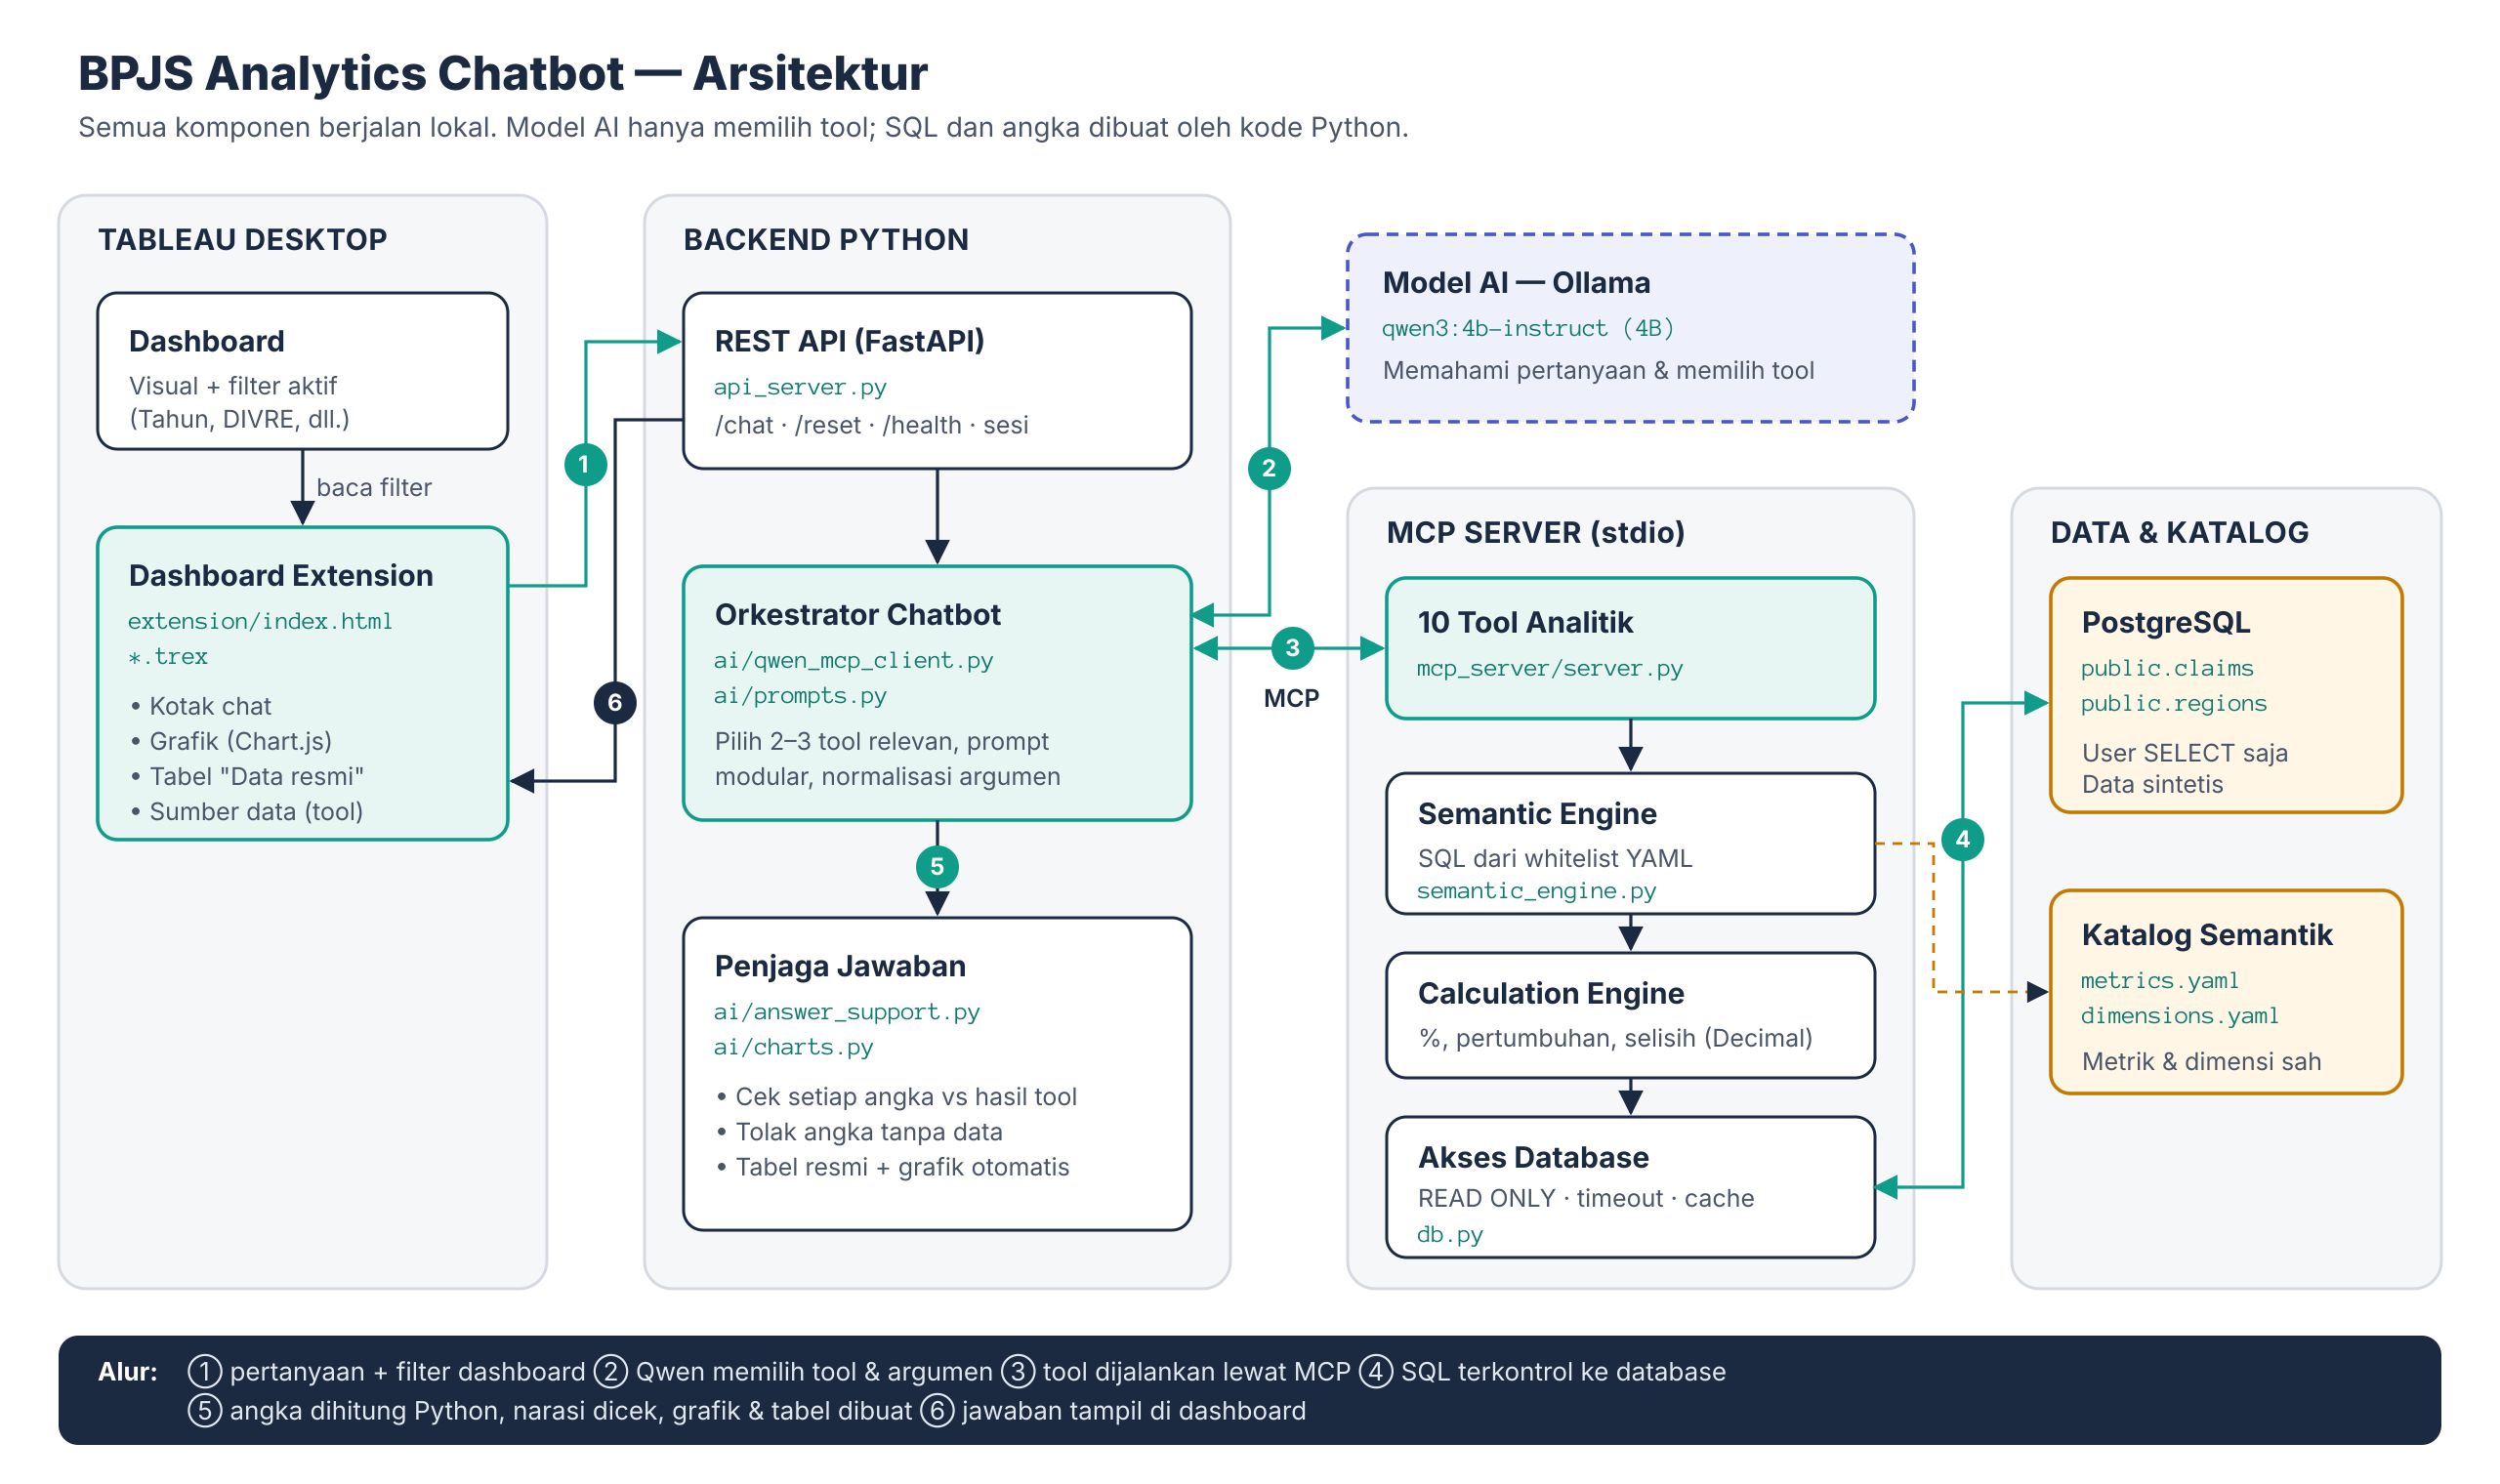 BPJS Analytics Chatbot — Arsitektur
Semua komponen berjalan lokal. Model AI hanya memilih tool; SQL dan angka dibuat oleh kode Python.
TABLEAU DESKTOP
Dashboard
Visual + filter aktif
(Tahun, DIVRE, dll.)
baca filter
Dashboard Extension
extension/index.html
*.trex
• Kotak chat
• Grafik (Chart.js)
• Tabel "Data resmi"
• Sumber data (tool)
1
6
BACKEND PYTHON
REST API (FastAPI)
api_server.py
/chat · /reset · /health · sesi
Orkestrator Chatbot
ai/qwen_mcp_client.py
ai/prompts.py
Pilih 2–3 tool relevan, prompt
modular, normalisasi argumen
5
Penjaga Jawaban
ai/answer_support.py
ai/charts.py
• Cek setiap angka vs hasil tool
• Tolak angka tanpa data
• Tabel resmi + grafik otomatis
2
3
MCP
Model AI — Ollama
qwen3:4b-instruct (4B)
Memahami pertanyaan & memilih tool
MCP SERVER (stdio)
10 Tool Analitik
mcp_server/server.py
Semantic Engine
SQL dari whitelist YAML
semantic_engine.py
Calculation Engine
%, pertumbuhan, selisih (Decimal)
Akses Database
READ ONLY · timeout · cache
db.py
4
DATA & KATALOG
PostgreSQL
public.claims
public.regions
User SELECT saja
Data sintetis
Katalog Semantik
metrics.yaml
dimensions.yaml
Metrik & dimensi sah
Alur: ① pertanyaan + filter dashboard ② Qwen memilih tool & argumen ③ tool dijalankan lewat MCP ④ SQL terkontrol ke database
⑤ angka dihitung Python, narasi dicek, grafik & tabel dibuat ⑥ jawaban tampil di dashboard